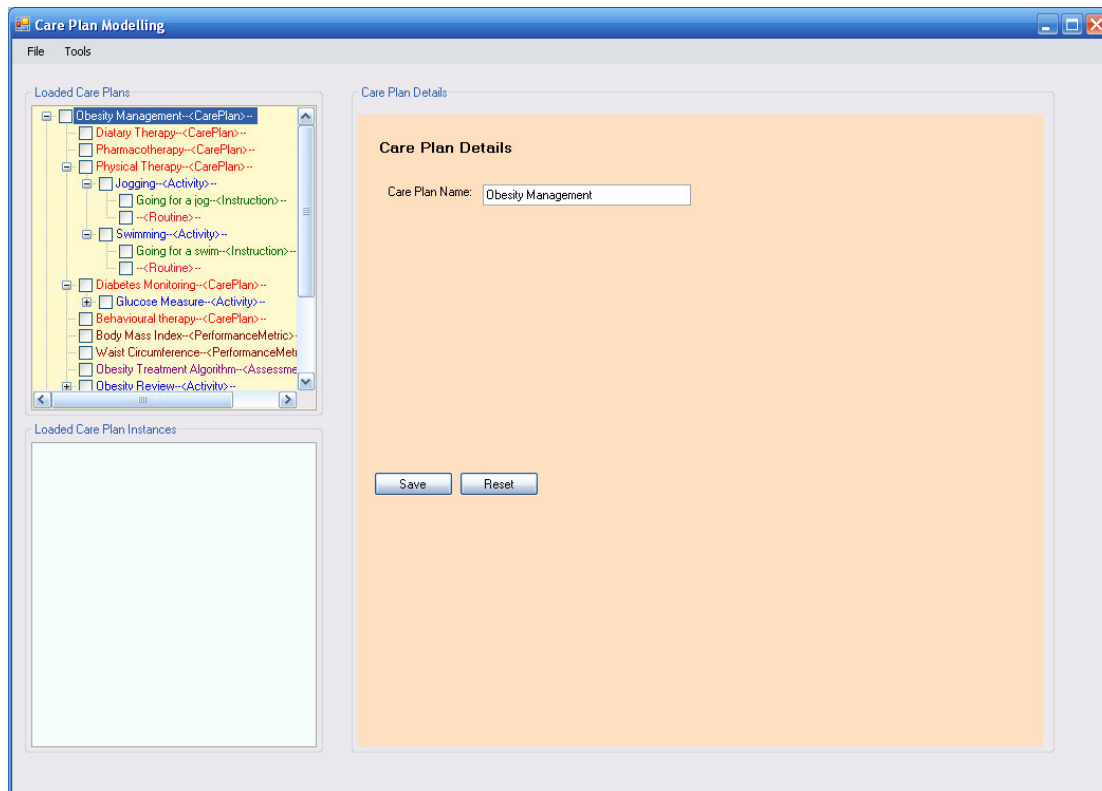 Care Plan Modelling
File Tools
Loaded Care Plans
Obesity Management--<CarePlan>--
Diatary Therapy--<CarePlan>--
Pharmacotherapy--<CarePlan>--
Physical Therapy--<CarePlan>--
Jogging--<Activity>--
Going for a jog--<Instruction>--
--<Routine>--
Swimming--<Activity>--
Going for a swim--<Instruction>--
--<Routine>--
Diabetes Monitoring--<CarePlan>--
Glucose Measure--<Activity>--
Behavioural therapy--<CarePlan>--
Body Mass Index--<PerformanceMetric>-
Waist Circumference--<PerformanceMetr
Obesity Treatment Algorithm--<Assessme
Obesity Review--<Activity>--
Loaded Care Plan Instances
Care Plan Details
Care Plan Details
Care Plan Name: Obesity Management
Save Reset